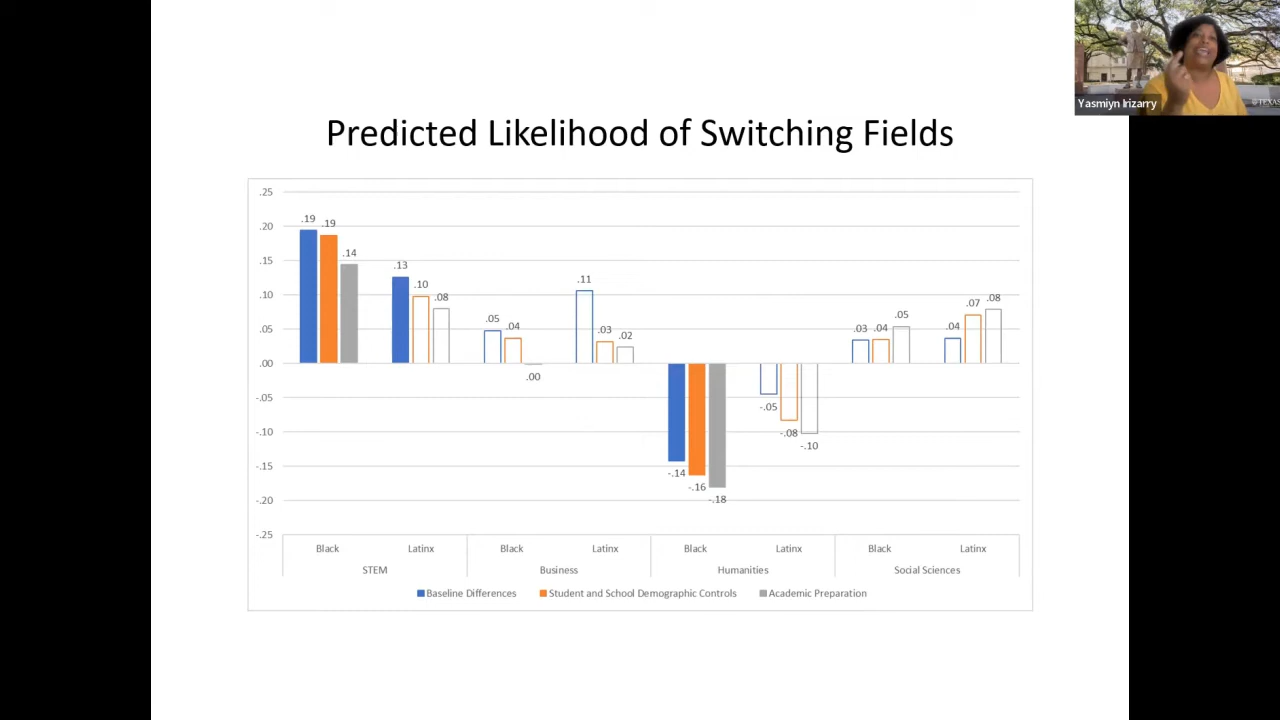 Yasmiyn Irizarry
TEXAS
Predicted Likelihood of Switching Fields
.25
.20
.15
.10
.05
.00
-.05
-.10
-.15
-.20
-.25
.19 .19 .14
.13 .10 .08
.05 .04 .00
.11 .03 .02
-.14 -.16 -.18
-.05 -.08 -.10
.03 .04 .05
.04 .07 .08
Black Latinx Black Latinx Black Latinx Black Latinx
STEM Business Humanities Social Sciences
Baseline Differences Student and School Demographic Controls Academic Preparation